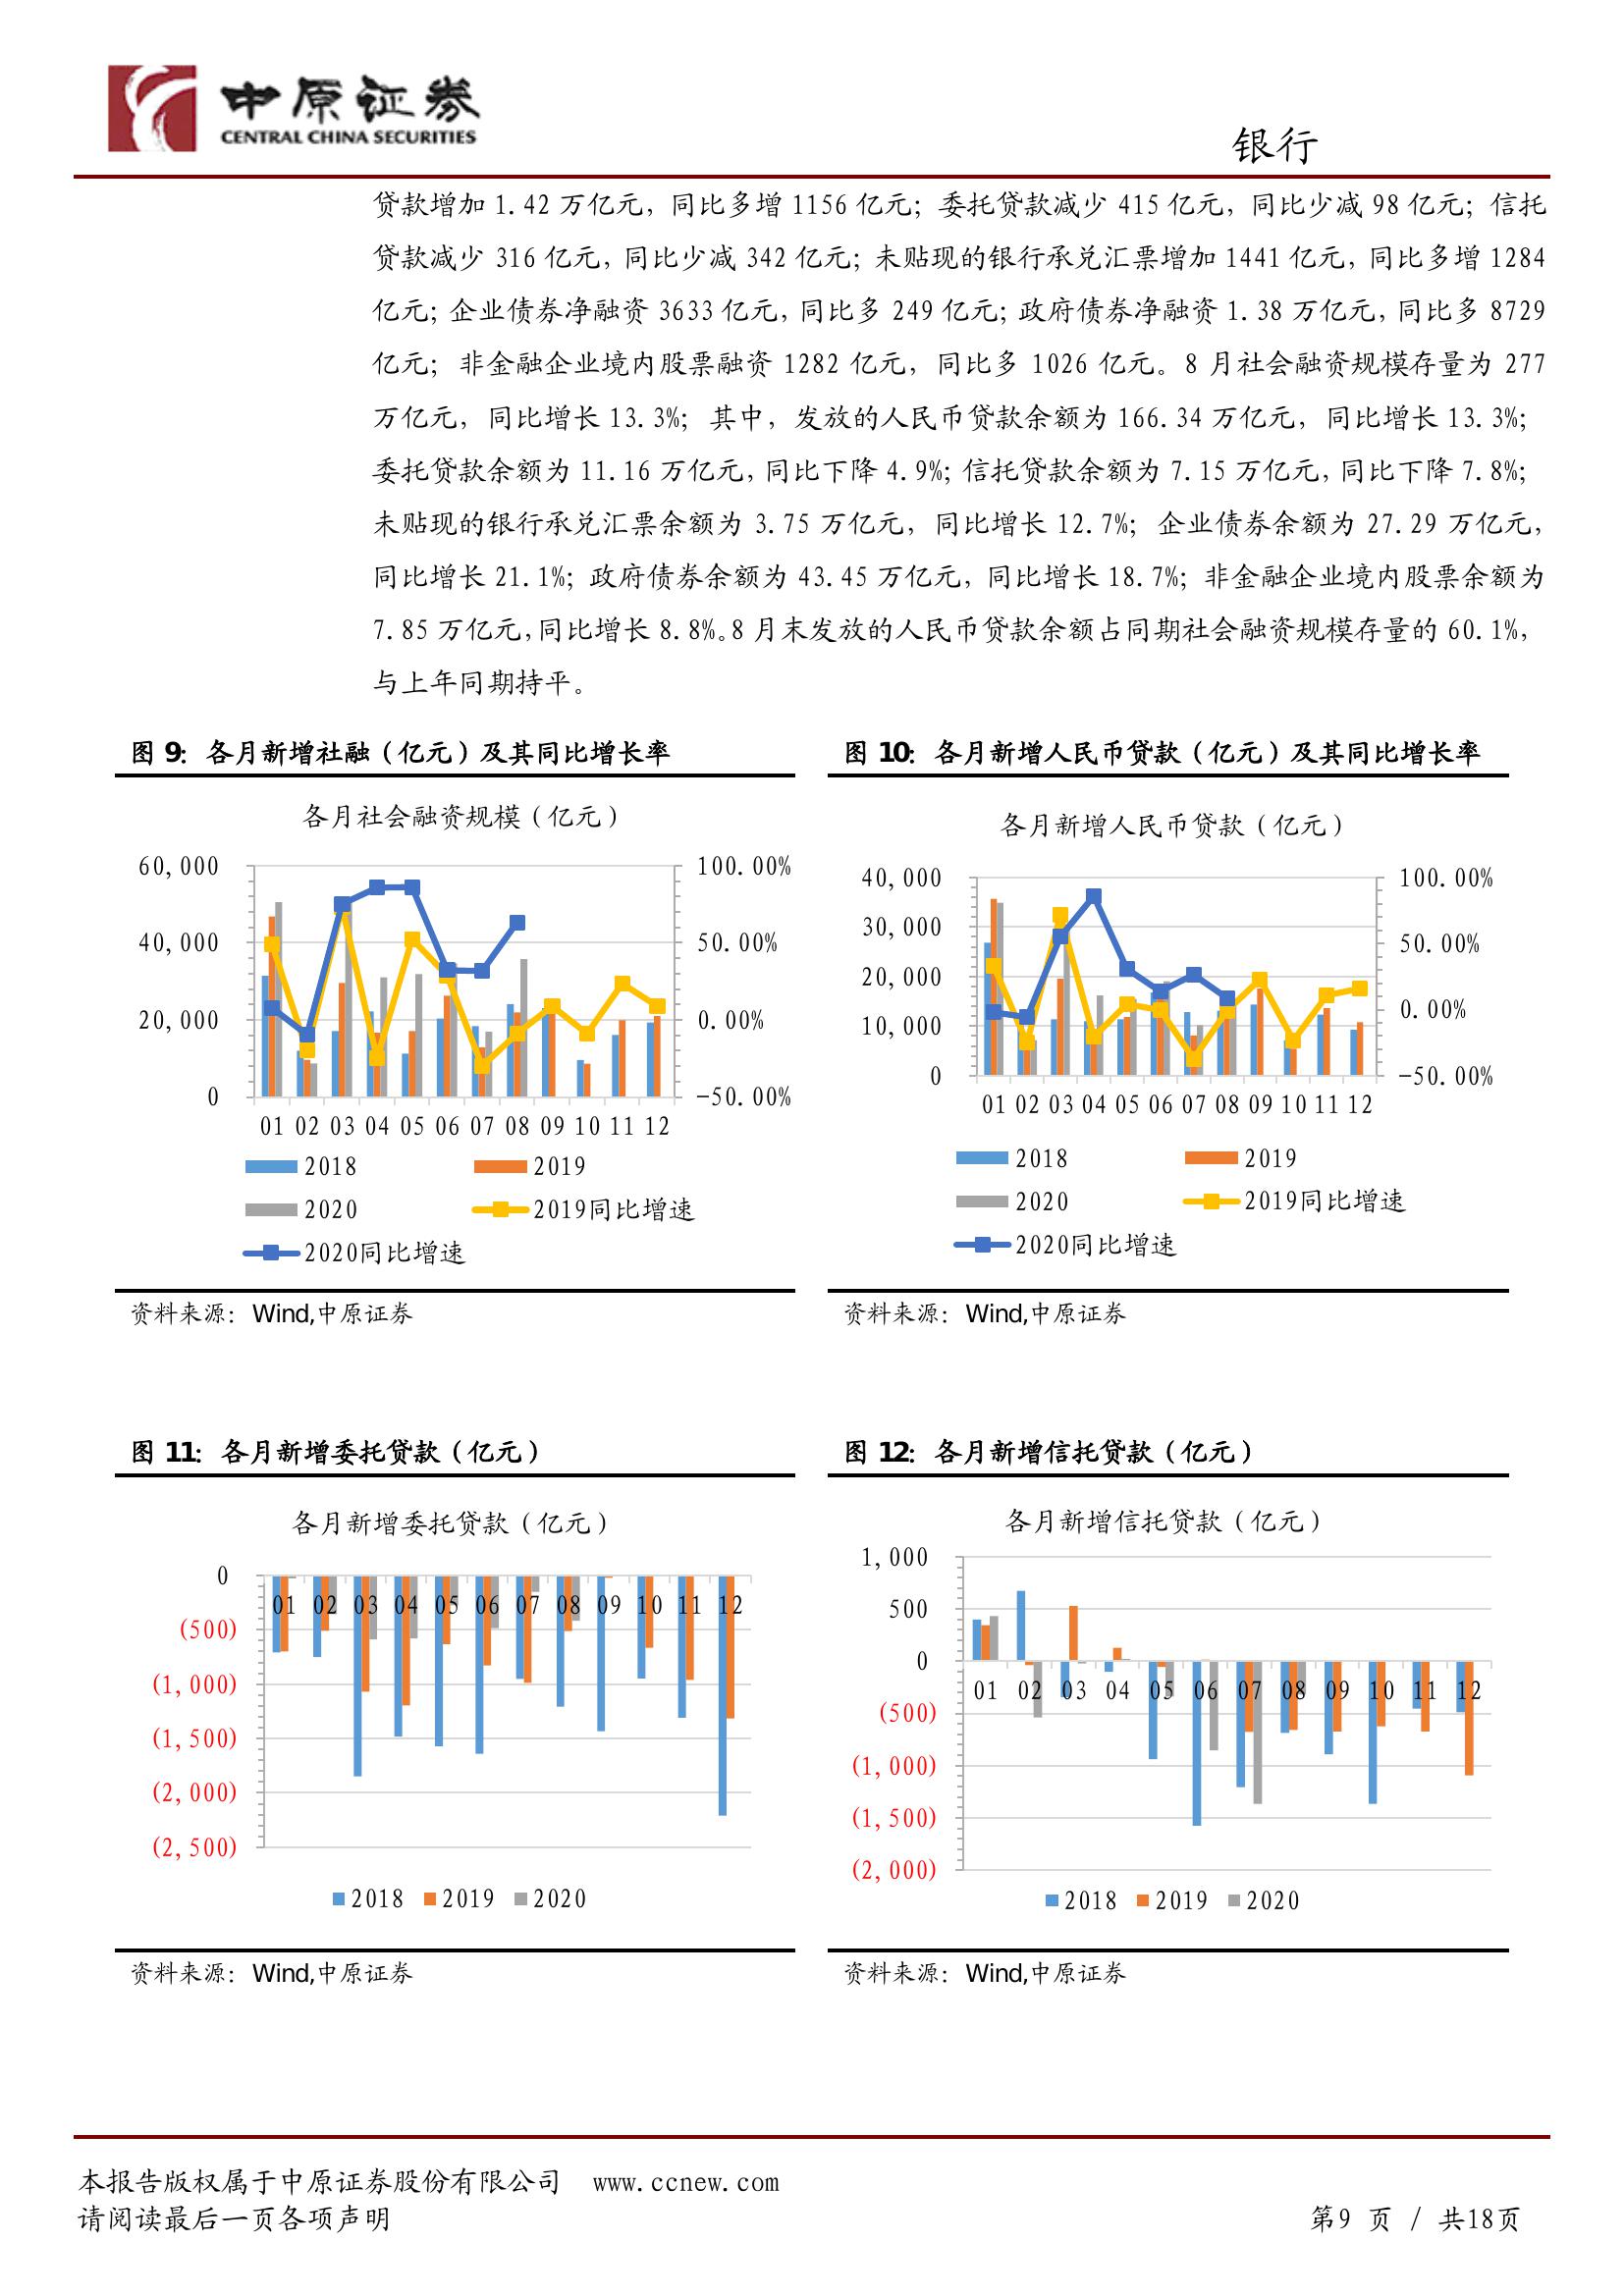 中原证券
CENTRAL CHINA SECURITIES
银行
贷款增加 1.42 万亿元，同比多增 1156 亿元；委托贷款减少 415 亿元，同比少减 98 亿元；信托
贷款减少 316 亿元，同比少减 342 亿元；未贴现的银行承兑汇票增加 1441 亿元，同比多增 1284
亿元；企业债券净融资 3633 亿元，同比多 249 亿元；政府债券净融资 1.38 万亿元，同比多 8729
亿元；非金融企业境内股票融资 1282 亿元，同比多 1026 亿元。8 月社会融资规模存量为 277
万亿元，同比增长 13.3%；其中，发放的人民币贷款余额为 166.34 万亿元，同比增长 13.3%；
委托贷款余额为 11.16 万亿元，同比下降 4.9%；信托贷款余额为 7.15 万亿元，同比下降 7.8%；
未贴现的银行承兑汇票余额为 3.75 万亿元，同比增长 12.7%；企业债券余额为 27.29 万亿元，
同比增长 21.1%；政府债券余额为 43.45 万亿元，同比增长 18.7%；非金融企业境内股票余额为
7.85 万亿元，同比增长 8.8%。8 月末发放的人民币贷款余额占同期社会融资规模存量的 60.1%，
与上年同期持平。
图 9：各月新增社融（亿元）及其同比增长率
各月社会融资规模（亿元）
60,000
40,000
20,000
0
100.00%
50.00%
0.00%
-50.00%
01 02 03 04 05 06 07 08 09 10 11 12
2018
2019
2020
2019同比增速
2020同比增速
资料来源：Wind,中原证券
图 10：各月新增人民币贷款（亿元）及其同比增长率
各月新增人民币贷款（亿元）
40,000
30,000
20,000
10,000
0
100.00%
50.00%
0.00%
-50.00%
01 02 03 04 05 06 07 08 09 10 11 12
2018
2019
2020
2019同比增速
2020同比增速
资料来源：Wind,中原证券
图 11：各月新增委托贷款（亿元）
各月新增委托贷款（亿元）
0
(500)
(1,000)
(1,500)
(2,000)
(2,500)
01 02 03 04 05 06 07 08 09 10 11 12
2018 2019 2020
资料来源：Wind,中原证券
图 12：各月新增信托贷款（亿元）
各月新增信托贷款（亿元）
1,000
500
0
(500)
(1,000)
(1,500)
(2,000)
01 02 03 04 05 06 07 08 09 10 11 12
2018 2019 2020
资料来源：Wind,中原证券
本报告版权属于中原证券股份有限公司 www.ccnew.com
请阅读最后一页各项声明
第9 页 / 共18页